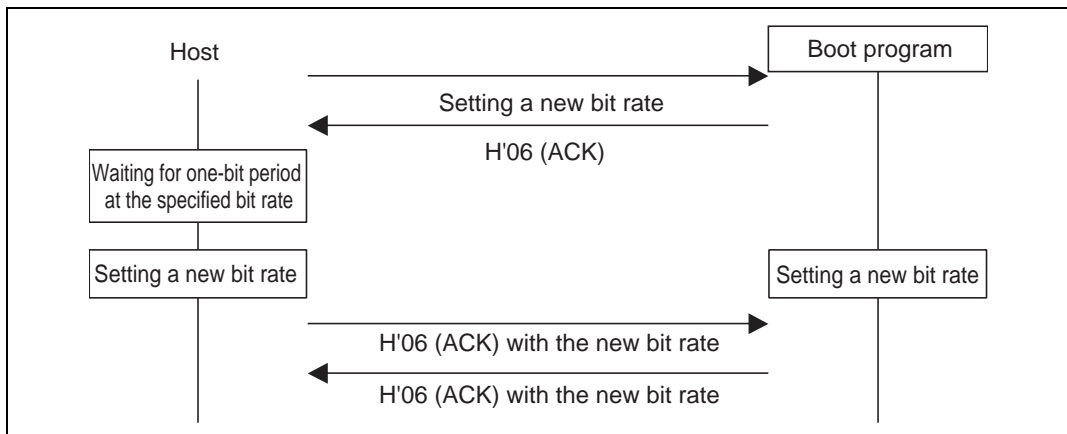 Host
Boot program
Setting a new bit rate
H'06 (ACK)
Waiting for one-bit period
at the specified bit rate
Setting a new bit rate
Setting a new bit rate
H'06 (ACK) with the new bit rate
H'06 (ACK) with the new bit rate